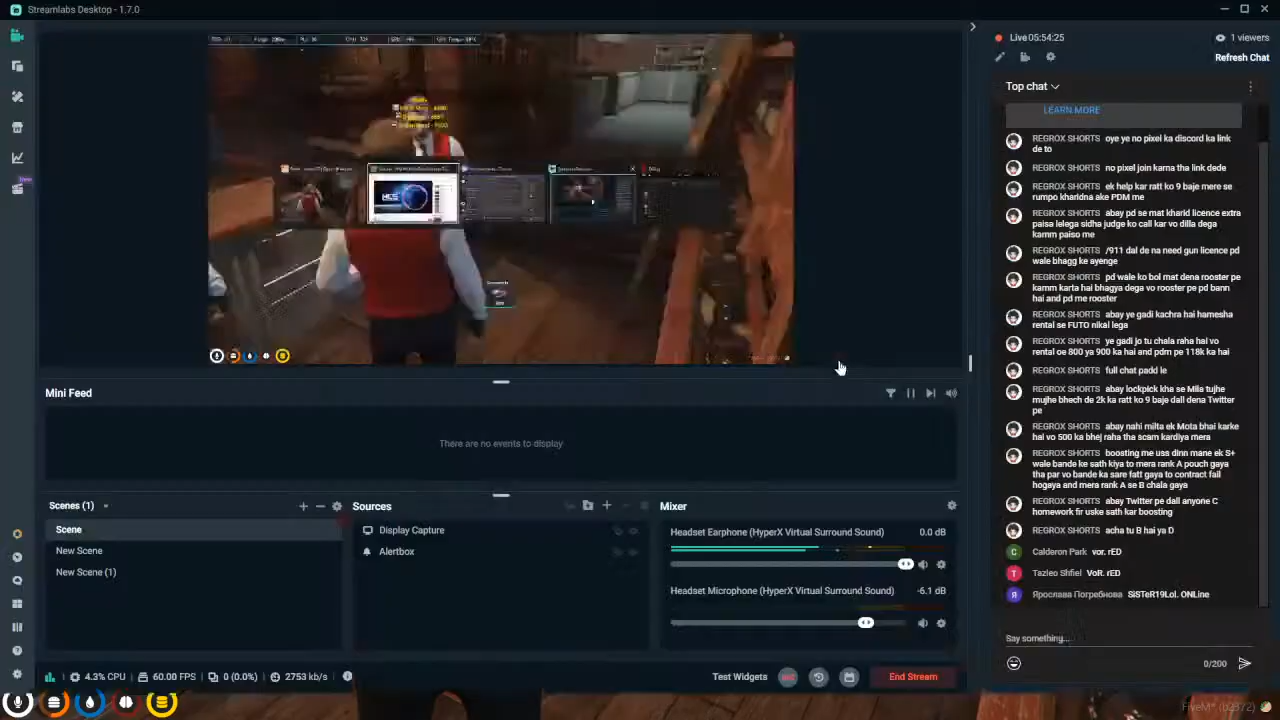 Streamlabs Desktop - 1.7.0
Live 05:54:25
1 viewers
Refresh Chat
Top chat
LEARN MORE
REGROX SHORTS oye ye no pixel ka discord ka link
de to
REGROX SHORTS no pixel join karna tha link dede
REGROX SHORTS ek help kar ratt ko 9 baje mere se
rumpo kharidna ake PDM me
REGROX SHORTS abay pd se mat kharid licence extra
paisa lelega sidha judge ko call kar vo dilla dega
kamm paiso me
REGROX SHORTS /911 dal de na need gun licence pd
wale bhagg ke ayenge
REGROX SHORTS pd wale ko bol mat dena rooster pe
kamm karta hai bhagya dega vo rooster pe pd bann
hai and pd me rooster
REGROX SHORTS abay ye gadi kachra hai hamesha
rental se FUTO nikal lega
REGROX SHORTS ye gadi jo tu chala raha hai vo
rental oe 800 ya 900 ka hai and pdm pe 118k ka hai
REGROX SHORTS full chat padd le
REGROX SHORTS abay lockpick kha se Mila tujhe
mujhe bhech de 2k ka ratt ko 9 baje dall dena Twitter
pe
REGROX SHORTS abay nahi milta ek Mota bhai karke
hai vo 500 ka bhej raha tha scam kardiya mera
REGROX SHORTS boosting me uss dinn mane ek S+
wale bande ke sath kiya to mera rank A pouch gaya
tha par vo bande ka sare fatt gaya to contract fail
hogaya and mera rank A se B chala gaya
REGROX SHORTS abay Twitter pe dall anyone C
homework fir uske sath kar boosting
REGROX SHORTS acha tu B hai ya D
C Calderon Park vor. rED
T Tazleo Shfiel VoR. rED
Я Ярослава Погребнова SiSTeR19Lol. ONLine
Say something...
0/200
Mini Feed
There are no events to display
Scenes (1)
Scene
New Scene
New Scene (1)
Sources
Display Capture
Alertbox
Mixer
Headset Earphone (HyperX Virtual Surround Sound) 0.0 dB
Headset Microphone (HyperX Virtual Surround Sound) -6.1 dB
4.3% CPU
60.00 FPS
0 (0.0%)
2753 kb/s
Test Widgets
REC
End Stream
FiveM* (b2372)